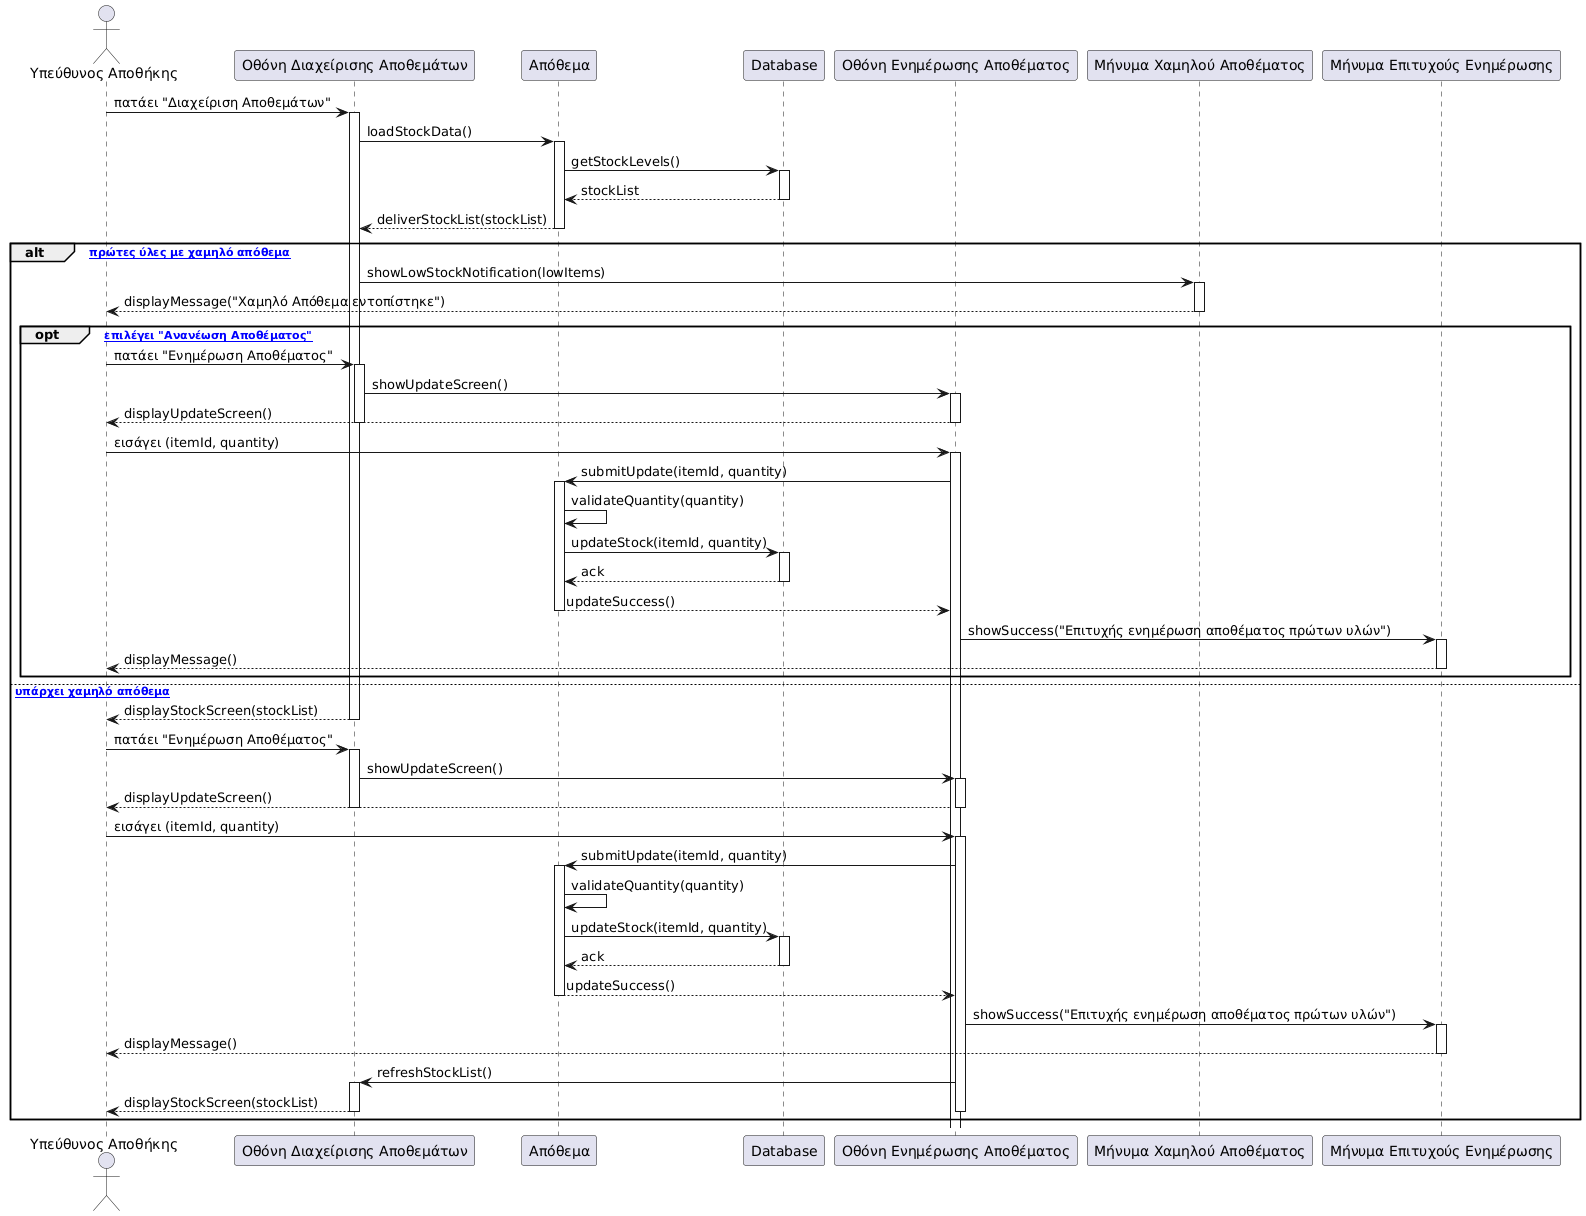 Υπεύθυνος Αποθήκης
Οθόνη Διαχείρισης Αποθεμάτων
Απόθεμα
Database
Οθόνη Ενημέρωσης Αποθέματος
Μήνυμα Χαμηλού Αποθέματος
Μήνυμα Επιτυχούς Ενημέρωσης
πατάει "Διαχείριση Αποθεμάτων"
loadStockData()
getStockLevels()
stockList
deliverStockList(stockList)
alt
πρώτες ύλες με χαμηλό απόθεμα
showLowStockNotification(lowItems)
displayMessage("Χαμηλό Απόθεμα εντοπίστηκε")
opt
επιλέγει "Ανανέωση Αποθέματος"
πατάει "Ενημέρωση Αποθέματος"
showUpdateScreen()
displayUpdateScreen()
εισάγει (itemId, quantity)
submitUpdate(itemId, quantity)
validateQuantity(quantity)
updateStock(itemId, quantity)
ack
updateSuccess()
showSuccess("Επιτυχής ενημέρωση αποθέματος πρώτων υλών")
displayMessage()
υπάρχει χαμηλό απόθεμα
displayStockScreen(stockList)
πατάει "Ενημέρωση Αποθέματος"
showUpdateScreen()
displayUpdateScreen()
εισάγει (itemId, quantity)
submitUpdate(itemId, quantity)
validateQuantity(quantity)
updateStock(itemId, quantity)
ack
updateSuccess()
showSuccess("Επιτυχής ενημέρωση αποθέματος πρώτων υλών")
displayMessage()
refreshStockList()
displayStockScreen(stockList)
Υπεύθυνος Αποθήκης
Οθόνη Διαχείρισης Αποθεμάτων
Απόθεμα
Database
Οθόνη Ενημέρωσης Αποθέματος
Μήνυμα Χαμηλού Αποθέματος
Μήνυμα Επιτυχούς Ενημέρωσης